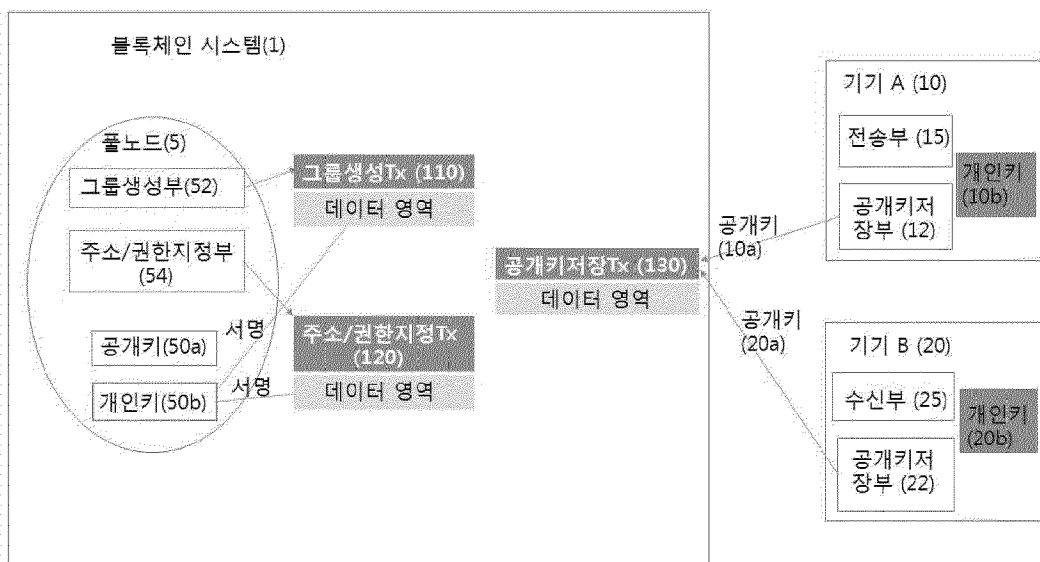 블록체인 시스템(1)
풀노드(5)
그룹생성부(52)
주소/권한지정부
(54)
공개키(50a)
개인키(50b)
서명
서명
그룹생성Tx (110)
데이터 영역
주소/권한지정Tx
(120)
데이터 영역
공개키저장Tx (130)
데이터 영역
공개키
(10a)
공개키
(20a)
기기 A (10)
전송부 (15)
개인키
(10b)
공개키저
장부 (12)
기기 B (20)
수신부 (25)
개인키
(20b)
공개키저
장부 (22)